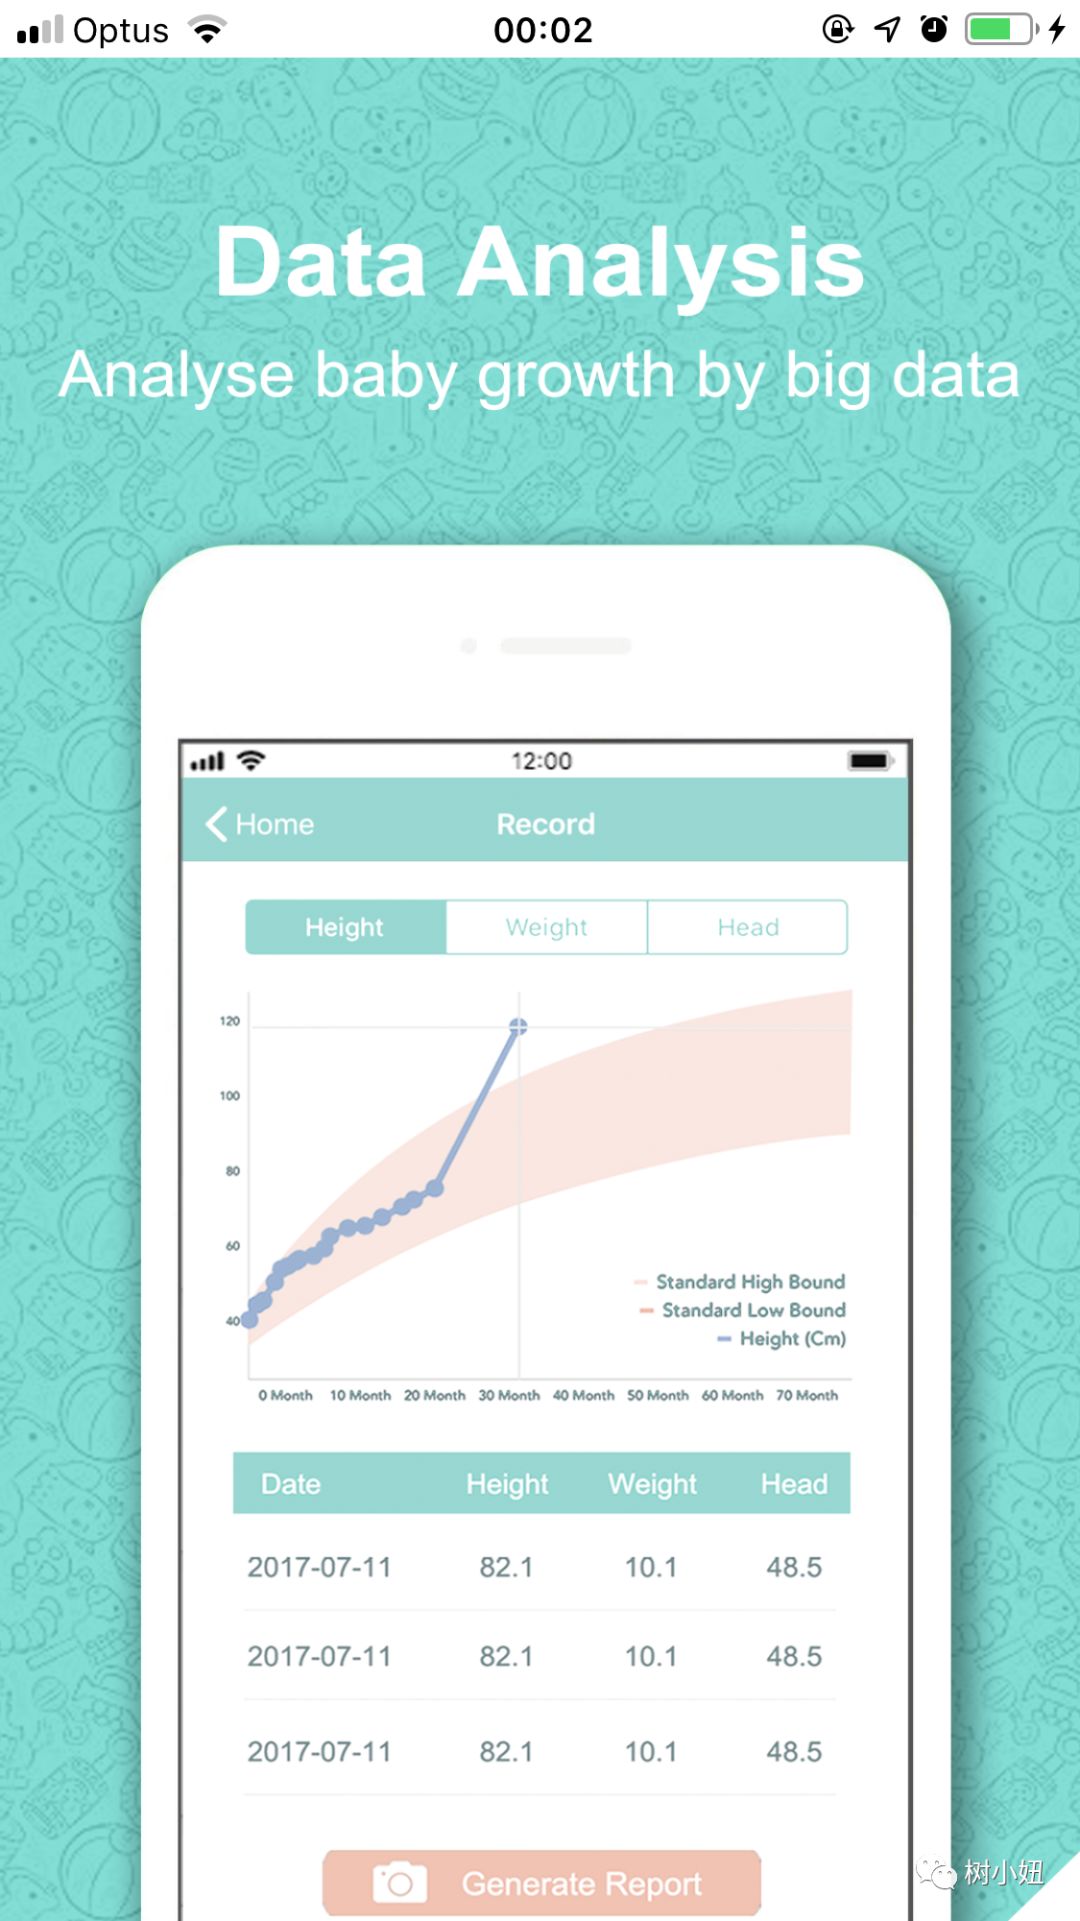 Optus 00:02
Data Analysis
Analyse baby growth by big data
12:00
Home Record
Height Weight Head
120
100
80
60
40
Standard High Bound
Standard Low Bound
Height (Cm)
0 Month 10 Month 20 Month 30 Month 40 Month 50 Month 60 Month 70 Month
Date Height Weight Head
2017-07-11 82.1 10.1 48.5
2017-07-11 82.1 10.1 48.5
2017-07-11 82.1 10.1 48.5
Generate Report
树小妞